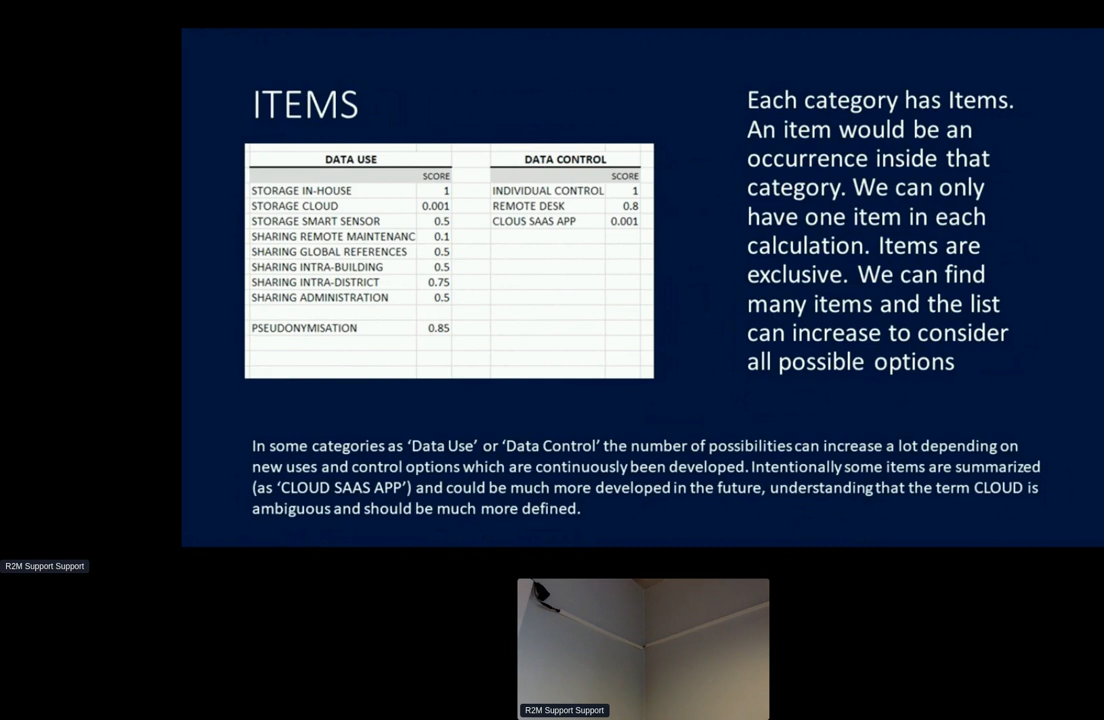 ITEMS
DATA USE
SCORE
STORAGE IN-HOUSE 1
STORAGE CLOUD 0.001
STORAGE SMART SENSOR 0.5
SHARING REMOTE MAINTENANC 0.1
SHARING GLOBAL REFERENCES 0.5
SHARING INTRA-BUILDING 0.5
SHARING INTRA-DISTRICT 0.75
SHARING ADMINISTRATION 0.5
PSEUDONYMISATION 0.85
DATA CONTROL
SCORE
INDIVIDUAL CONTROL 1
REMOTE DESK 0.8
CLOUS SAAS APP 0.001
Each category has Items.
An item would be an
occurrence inside that
category. We can only
have one item in each
calculation. Items are
exclusive. We can find
many items and the list
can increase to consider
all possible options
In some categories as ‘Data Use’ or ‘Data Control’ the number of possibilities can increase a lot depending on
new uses and control options which are continuously been developed. Intentionally some items are summarized
(as ‘CLOUD SAAS APP’) and could be much more developed in the future, understanding that the term CLOUD is
ambiguous and should be much more defined.
R2M Support Support
R2M Support Support